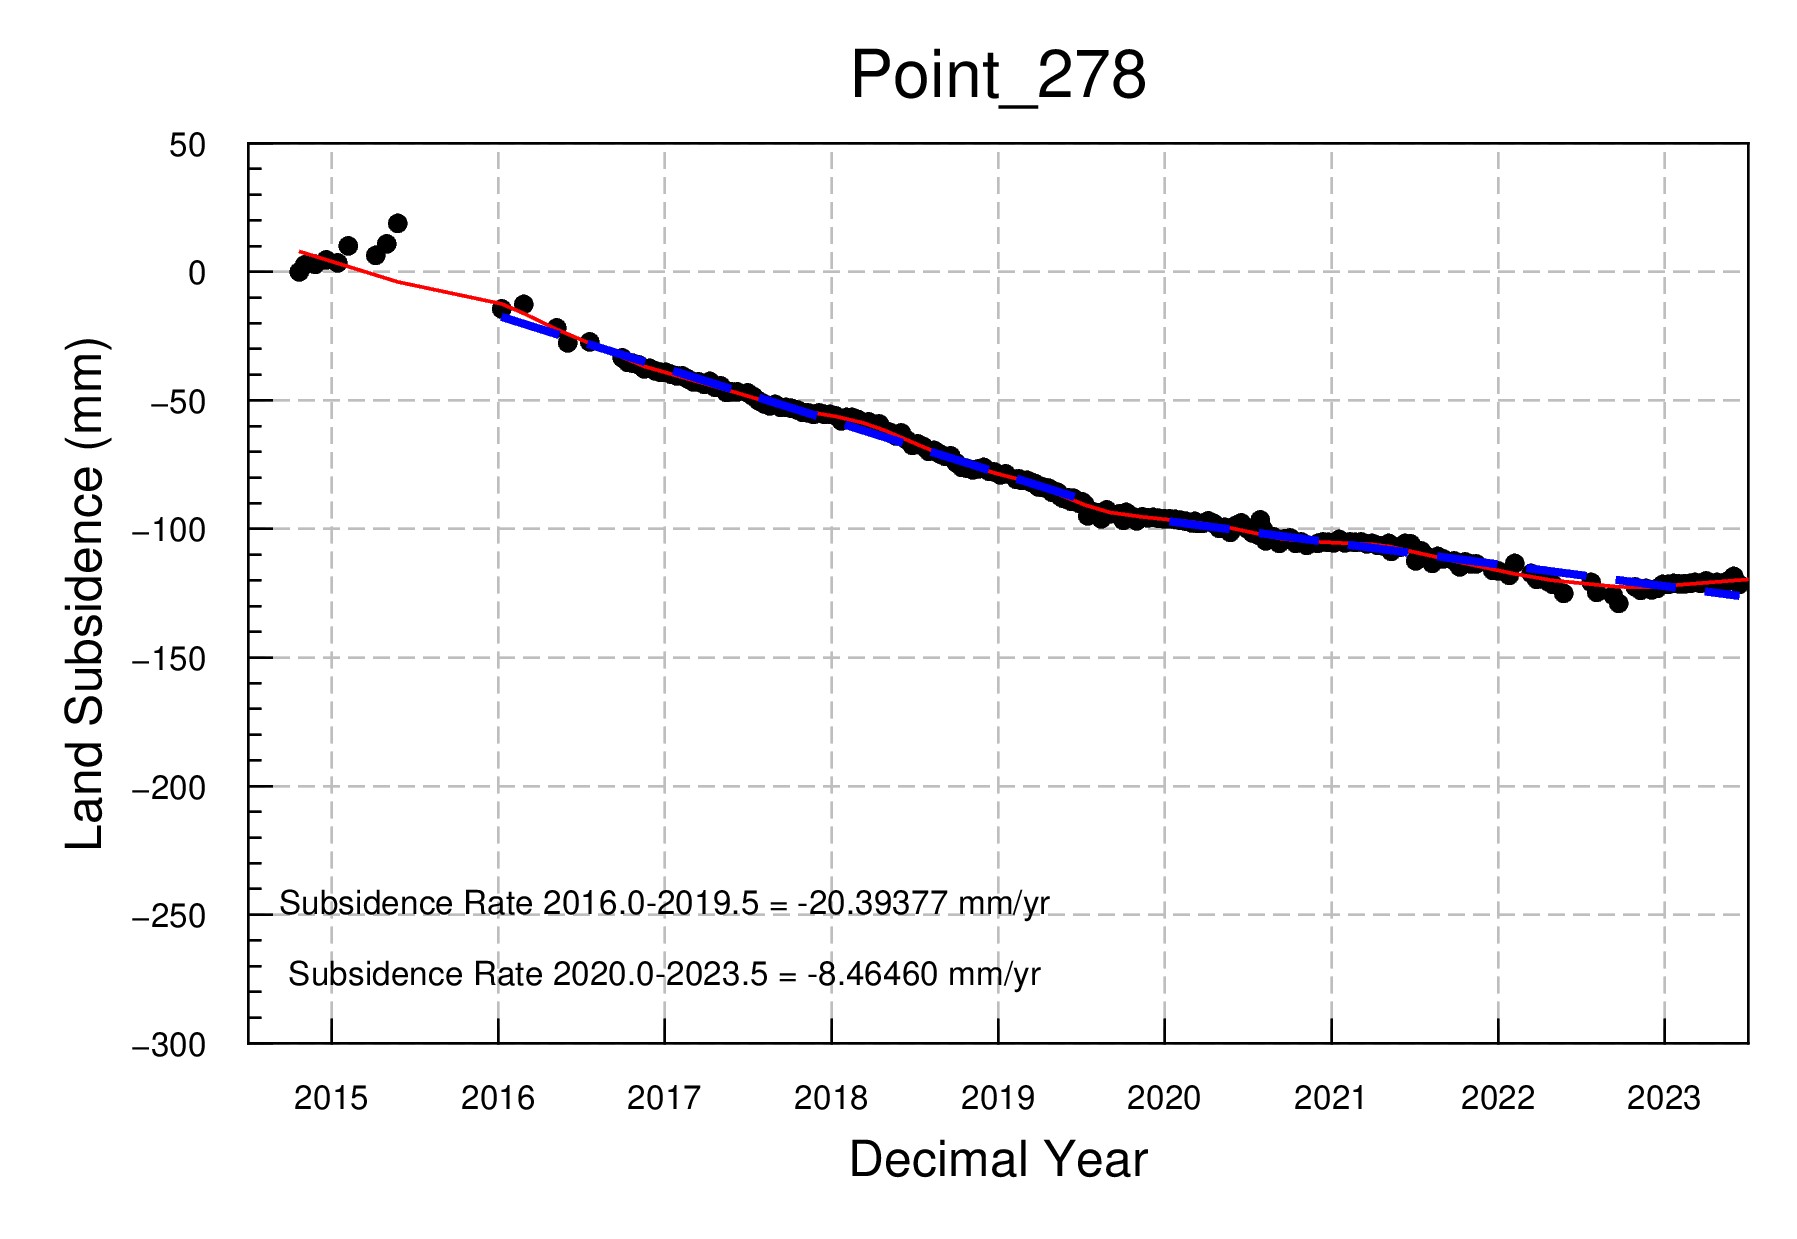 Point_278
50
0
−50
−100
−150
−200
−250
−300
Land Subsidence (mm)
Subsidence Rate 2016.0-2019.5 = -20.39377 mm/yr
Subsidence Rate 2020.0-2023.5 = -8.46460 mm/yr
2015 2016 2017 2018 2019 2020 2021 2022 2023
Decimal Year